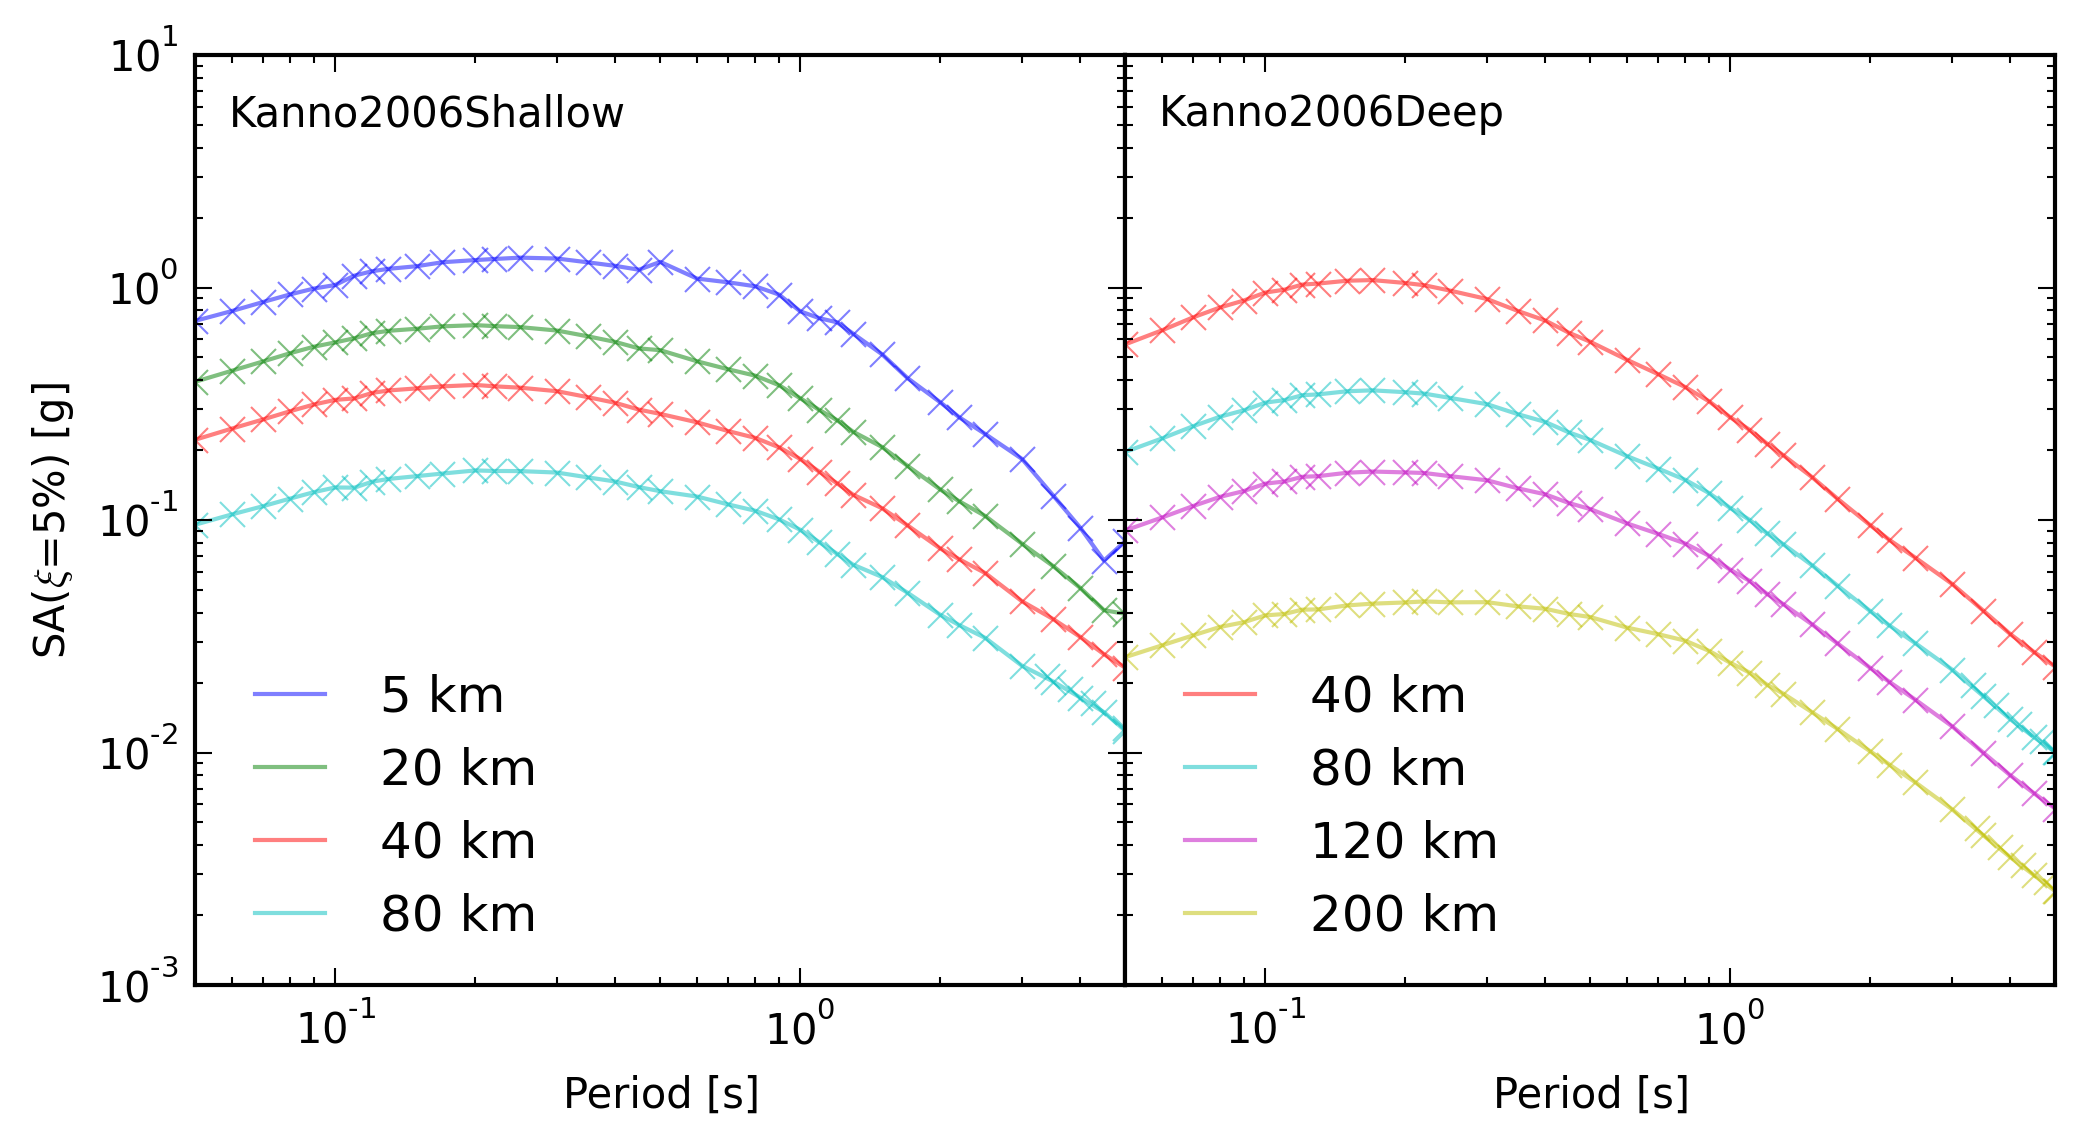 Kanno2006Shallow
Kanno2006Deep
SA(ξ=5%) [g]
10^1
10^0
10^-1
10^-2
10^-3
5 km
20 km
40 km
80 km
40 km
80 km
120 km
200 km
10^-1
10^0
10^-1
10^0
Period [s]
Period [s]